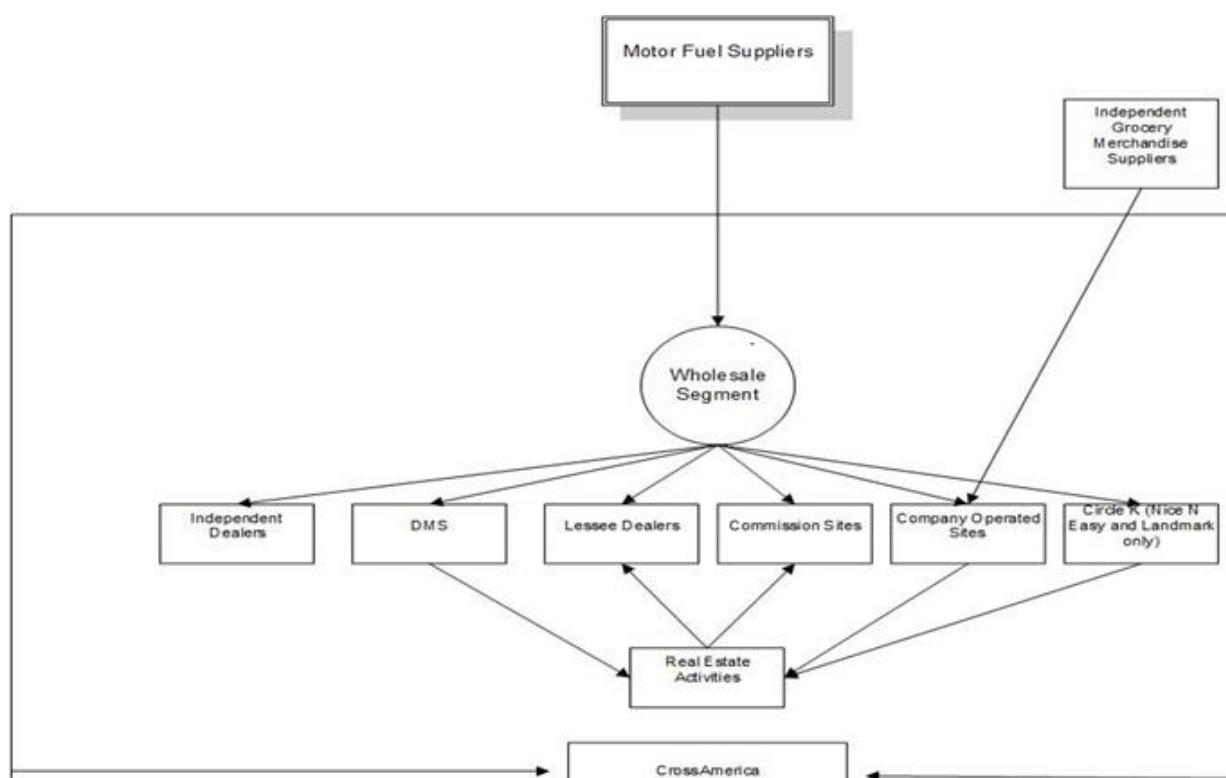 Motor Fuel Suppliers
Independent
Grocery
Merchandise
Suppliers
Wholesale
Segment
Independent
Dealers
DMS
Lessee Dealers
Commission Sites
Company Operated
Sites
Circle K (Nice N
Easy and Landmark
only)
Real Estate
Activities
CrossAmerica